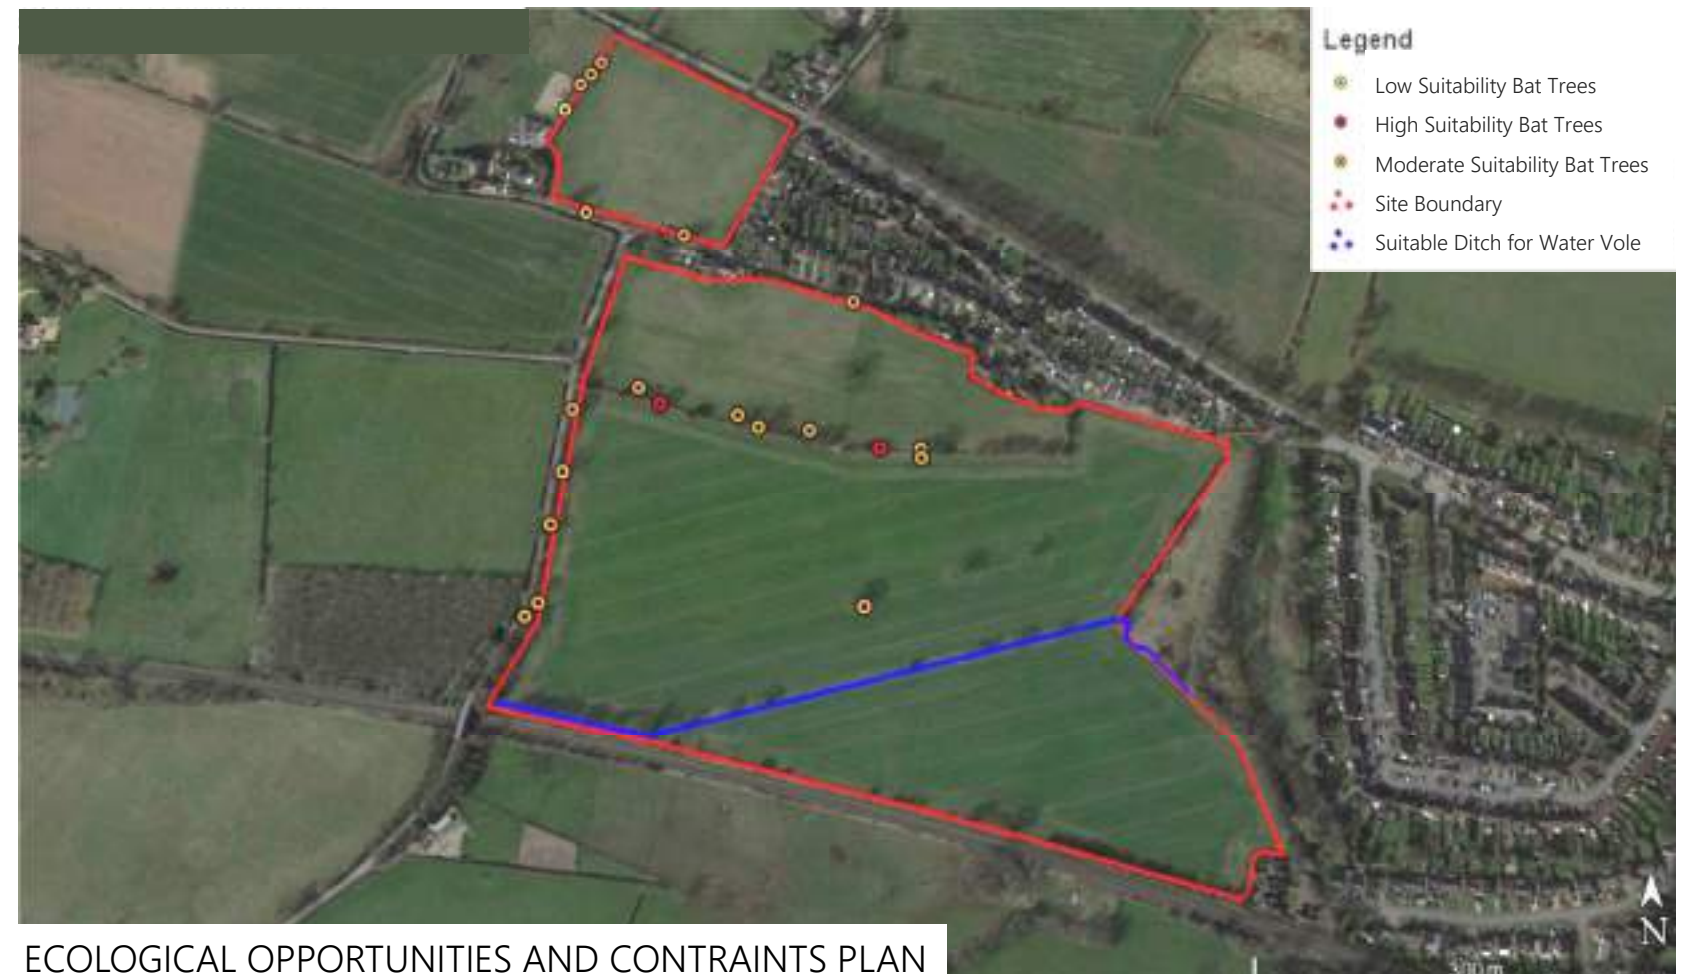 Legend
Low Suitability Bat Trees
High Suitability Bat Trees
Moderate Suitability Bat Trees
Site Boundary
Suitable Ditch for Water Vole
N
ECOLOGICAL OPPORTUNITIES AND CONTRAINTS PLAN